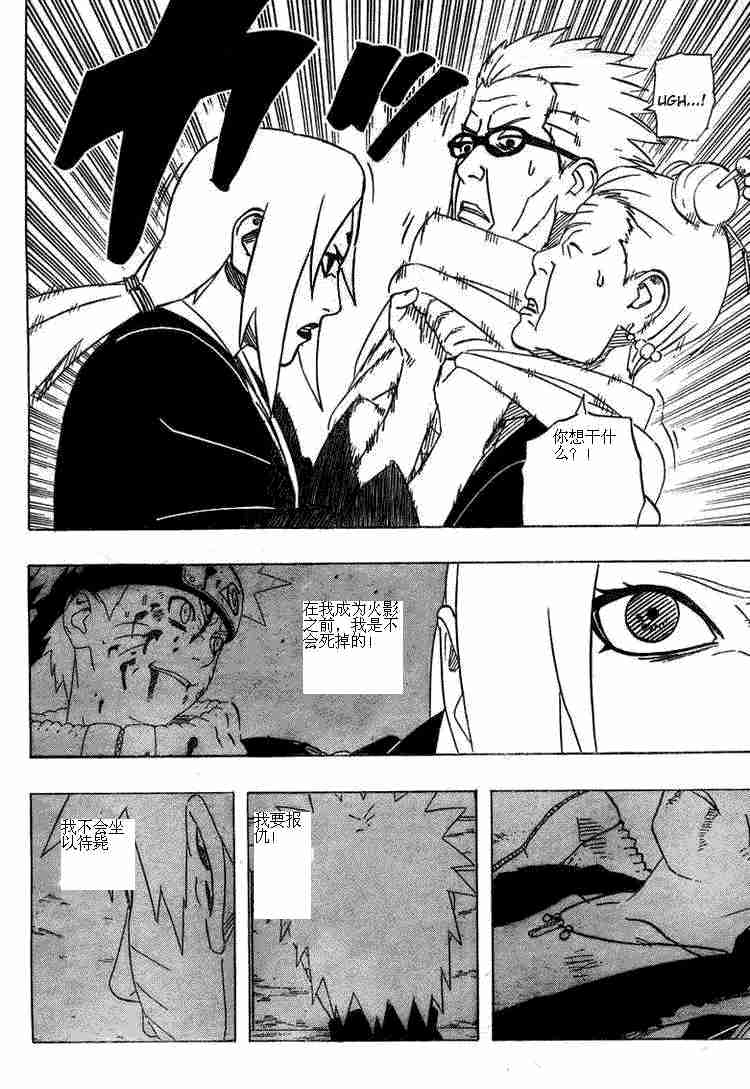 UGH...!
你想干什
么？！
在我成为火影
之前，我是不
会死掉的！
我要报
仇！
我不会坐
以待毙